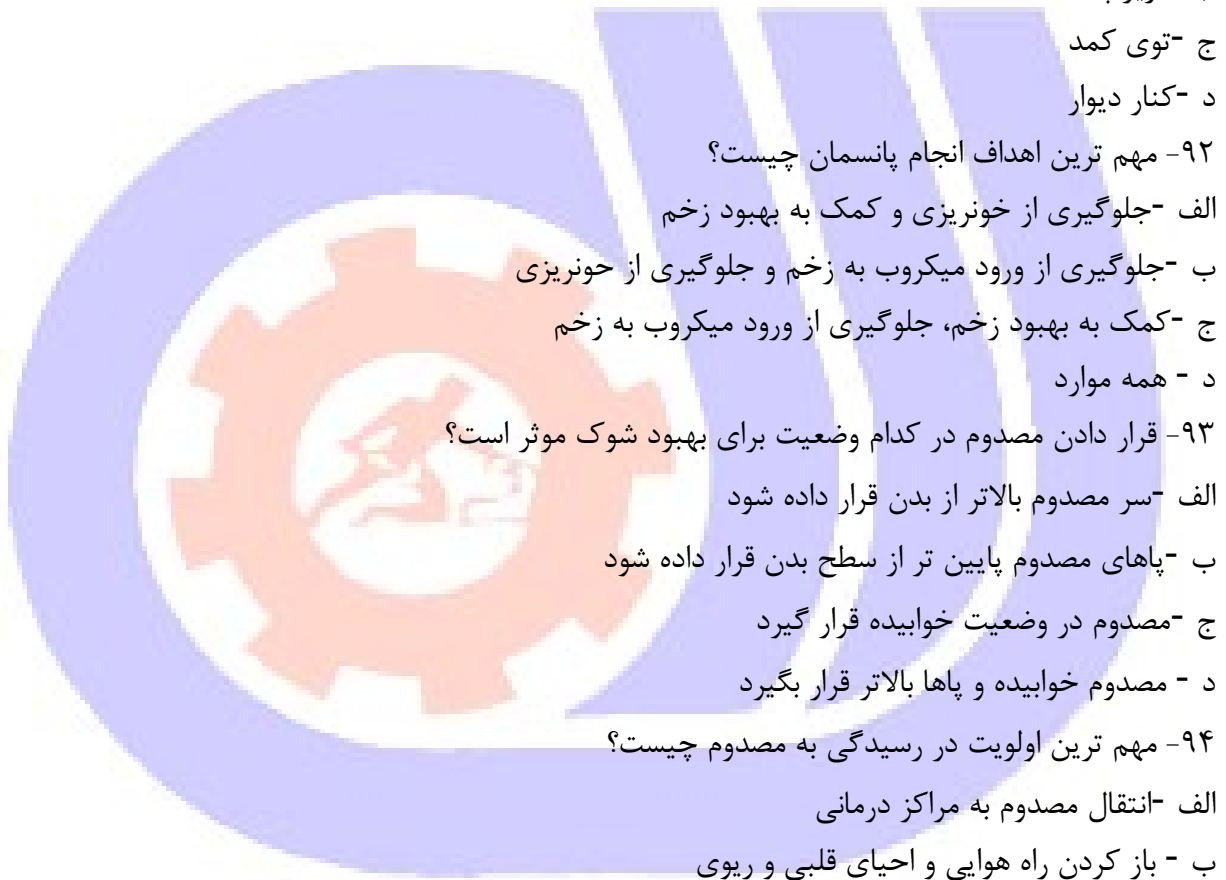 ج -توی کمد
د -کنار دیوار
۹۲- مهم ترین اهداف انجام پانسمان چیست؟
الف -جلوگیری از خونریزی و کمک به بهبود زخم
ب -جلوگیری از ورود میکروب به زخم و جلوگیری از حونریزی
ج -کمک به بهبود زخم، جلوگیری از ورود میکروب به زخم
د - همه موارد
۹۳- قرار دادن مصدوم در کدام وضعیت برای بهبود شوک موثر است؟
الف -سر مصدوم بالاتر از بدن قرار داده شود
ب -پاهای مصدوم پایین تر از سطح بدن قرار داده شود
ج -مصدوم در وضعیت خوابیده قرار گیرد
د - مصدوم خوابیده و پاها بالاتر قرار بگیرد
۹۴- مهم ترین اولویت در رسیدگی به مصدوم چیست؟
الف -انتقال مصدوم به مراکز درمانی
ب - باز کردن راه هوایی و احیای قلبی و ریوی